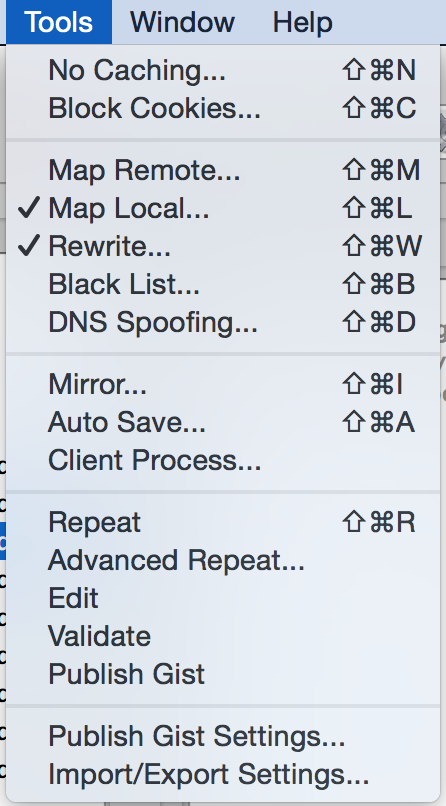 Tools Window Help
No Caching... ⇧⌘N
Block Cookies... ⇧⌘C
Map Remote... ⇧⌘M
✓ Map Local... ⇧⌘L
✓ Rewrite... ⇧⌘W
Black List... ⇧⌘B
DNS Spoofing... ⇧⌘D
Mirror... ⇧⌘I
Auto Save... ⇧⌘A
Client Process...
Repeat ⇧⌘R
Advanced Repeat...
Edit
Validate
Publish Gist
Publish Gist Settings...
Import/Export Settings...